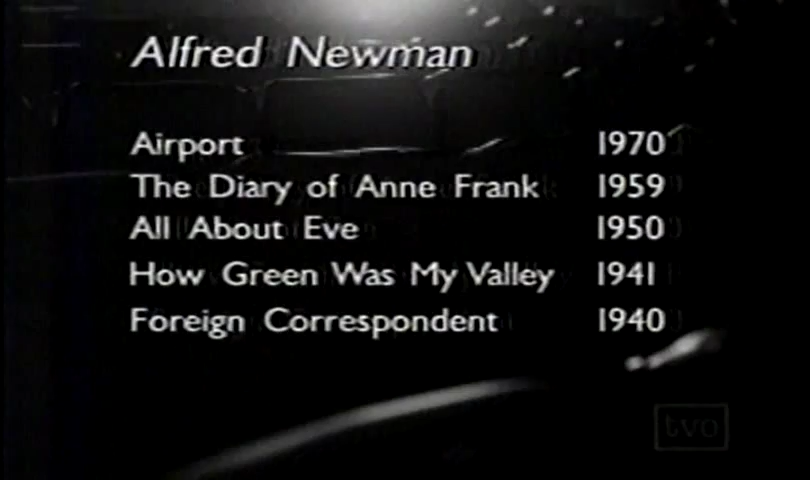 Alfred Newman
Airport 1970
The Diary of Anne Frank 1959
All About Eve 1950
How Green Was My Valley 1941
Foreign Correspondent 1940
tvo